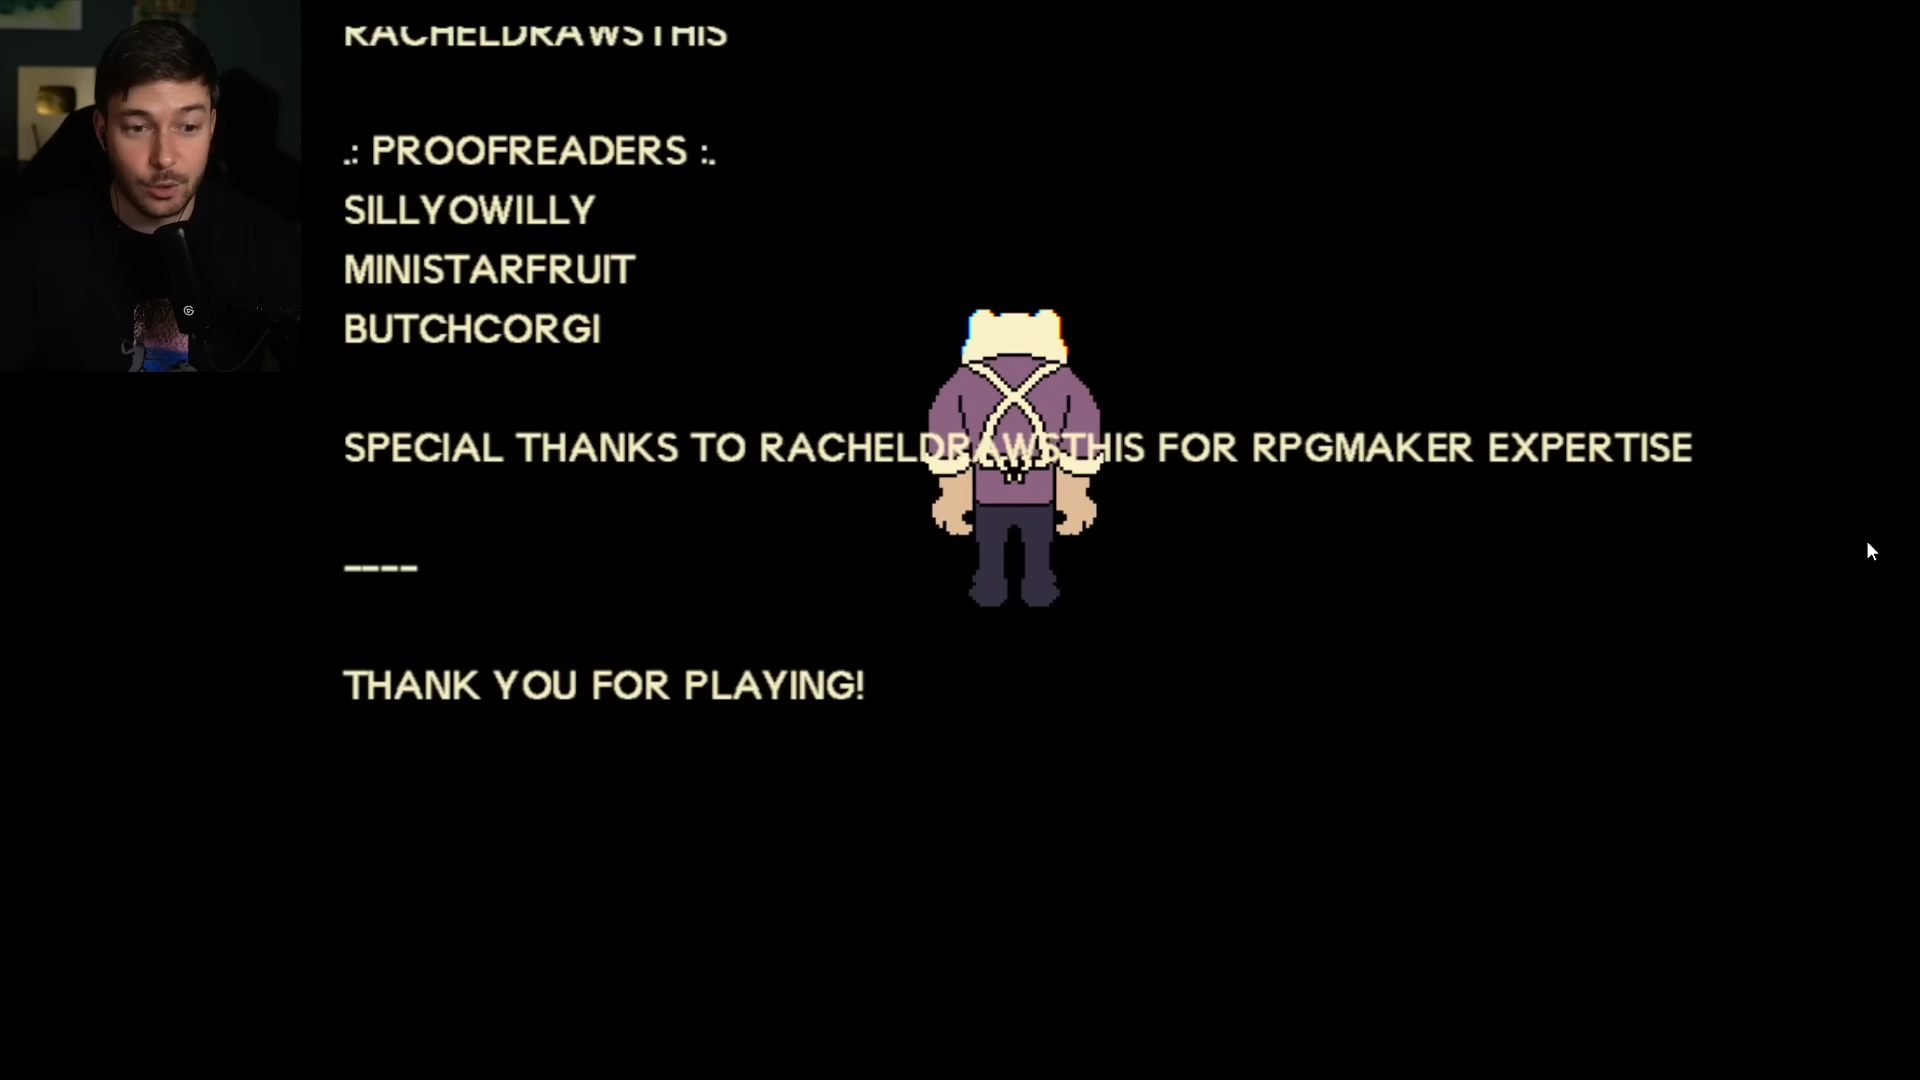 RACHELDRAWSTHIS
.: PROOFREADERS :.
SILLYOWILLY
MINISTARFRUIT
BUTCHCORGI
SPECIAL THANKS TO RACHELDRAWSTHIS FOR RPGMAKER EXPERTISE
----
THANK YOU FOR PLAYING!